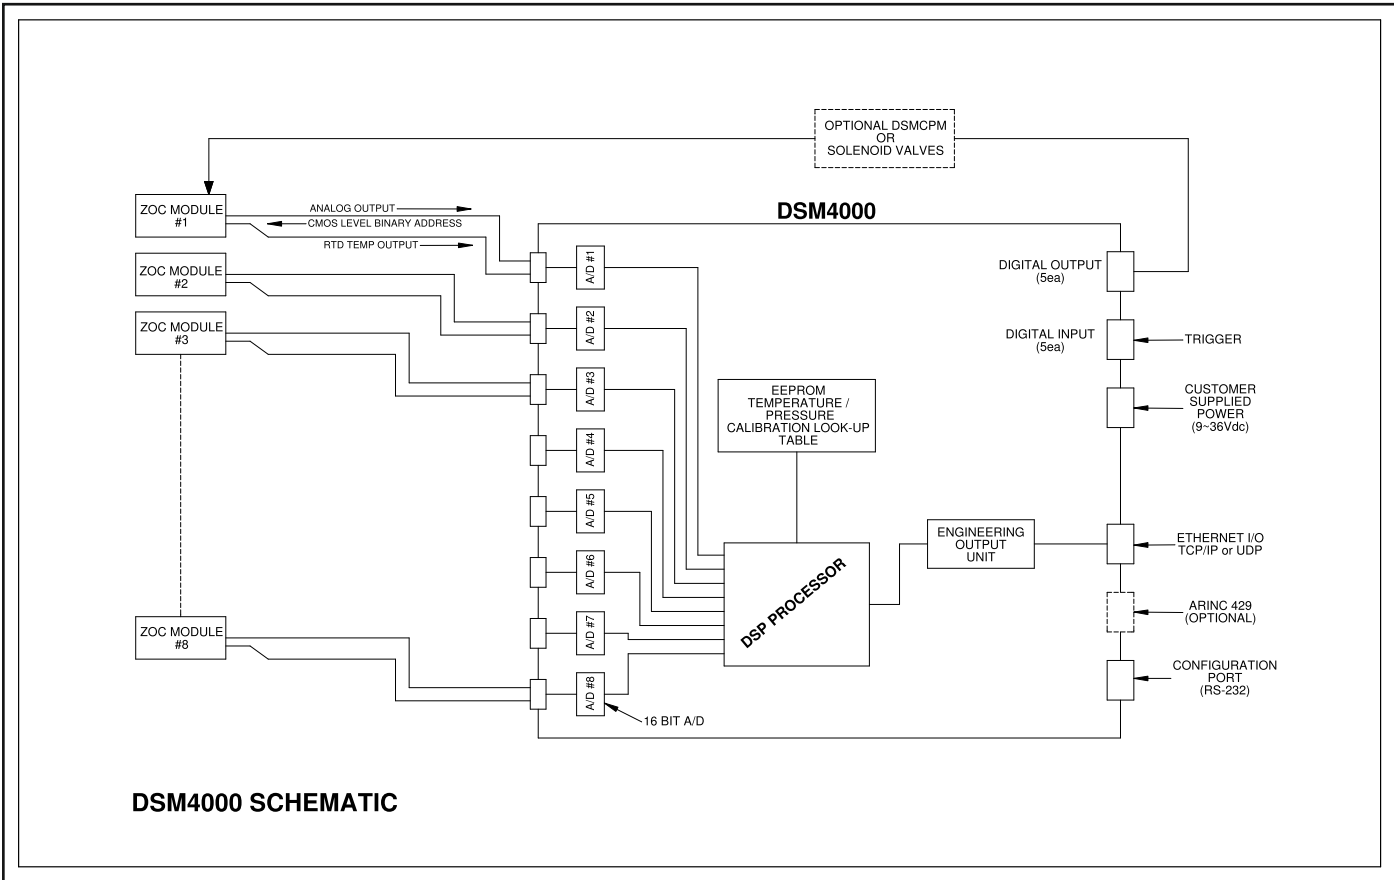 OPTIONAL DSMCPM
OR
SOLENOID VALVES
ZOC MODULE
#1
ANALOG OUTPUT
CMOS LEVEL BINARY ADDRESS
RTD TEMP OUTPUT
DSM4000
ZOC MODULE
#2
ZOC MODULE
#3
ZOC MODULE
#8
A/D #1
A/D #2
A/D #3
A/D #4
A/D #5
A/D #6
A/D #7
A/D #8
16 BIT A/D
EEPROM
TEMPERATURE /
PRESSURE
CALIBRATION LOOK-UP
TABLE
DSP PROCESSOR
ENGINEERING
OUTPUT
UNIT
DIGITAL OUTPUT
(5ea)
DIGITAL INPUT
(5ea)
TRIGGER
CUSTOMER
SUPPLIED
POWER
(9~36Vdc)
ETHERNET I/O
TCP/IP or UDP
ARINC 429
(OPTIONAL)
CONFIGURATION
PORT
(RS-232)
DSM4000 SCHEMATIC